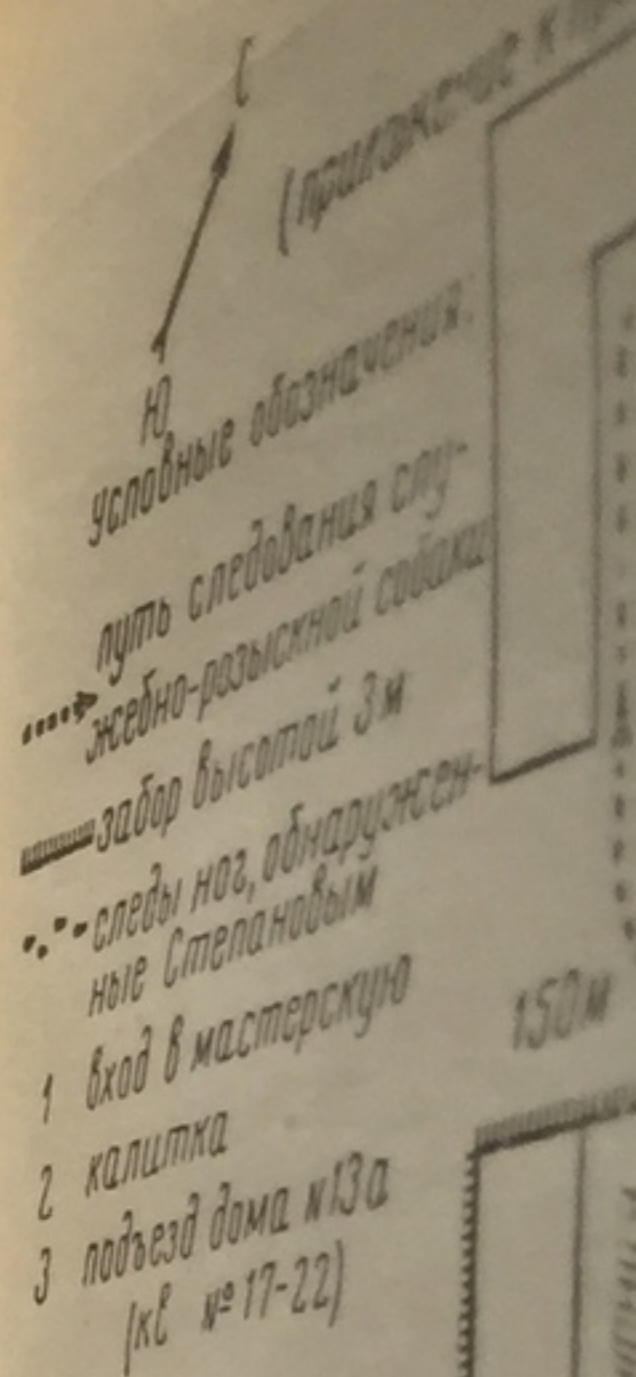 С
(приложение к
Ю
Условные обозначения:
путь следования слу-
жебно-розыскной собаки
забор высотой 3м
следы ног, обнаружен-
ные Степановым
150м
1 вход в мастерскую
2 калитка
3 подъезд дома №13а
(кв №17-22)